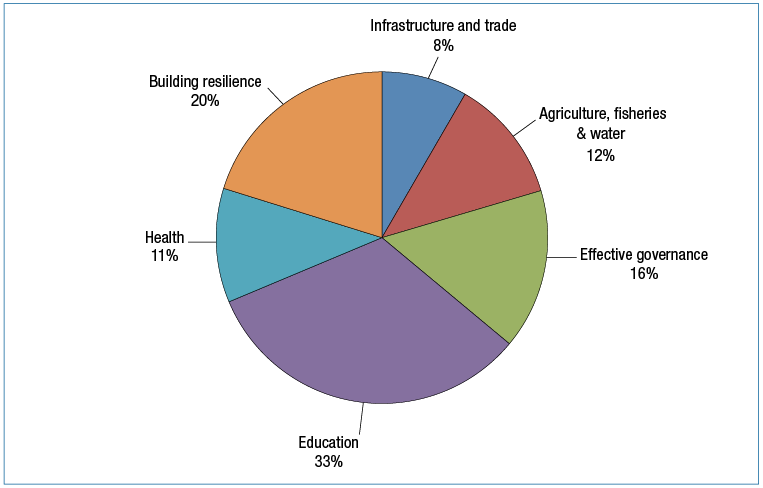 Infrastructure and trade
8%
Building resilience
20%
Agriculture, fisheries
& water
12%
Health
11%
Effective governance
16%
Education
33%